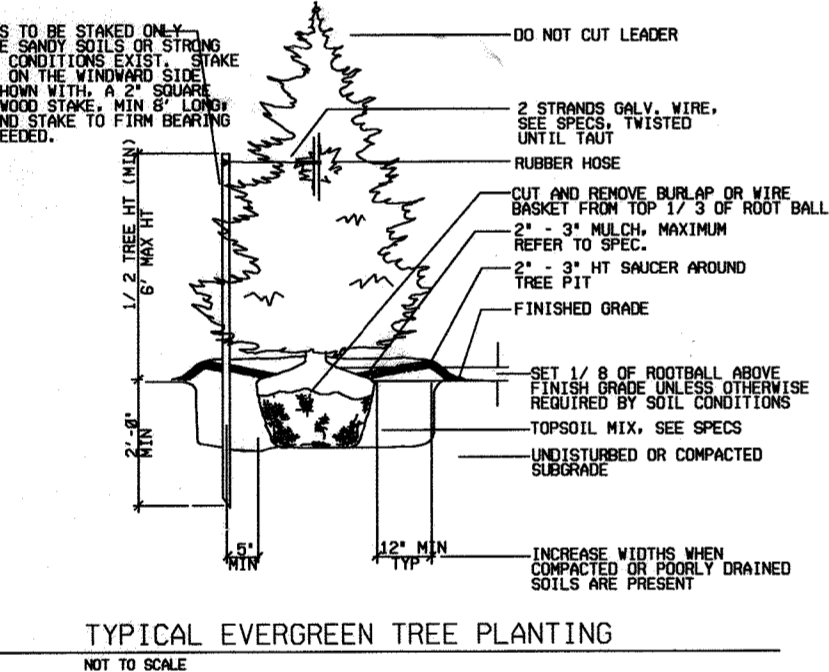 S TO BE STAKED ONLY
E SANDY SOILS OR STRONG
CONDITIONS EXIST. STAKE
ON THE WINDWARD SIDE
HOWN WITH, A 2" SQUARE
WOOD STAKE, MIN 8' LONG,
ND STAKE TO FIRM BEARING
EEDED.
DO NOT CUT LEADER
2 STRANDS GALV. WIRE,
SEE SPECS, TWISTED
UNTIL TAUT
RUBBER HOSE
CUT AND REMOVE BURLAP OR WIRE
BASKET FROM TOP 1/ 3 OF ROOT BALL
2" - 3" MULCH, MAXIMUM
REFER TO SPEC.
2" - 3" HT SAUCER AROUND
TREE PIT
FINISHED GRADE
SET 1/ 8 OF ROOTBALL ABOVE
FINISH GRADE UNLESS OTHERWISE
REQUIRED BY SOIL CONDITIONS
TOPSOIL MIX, SEE SPECS
UNDISTURBED OR COMPACTED
SUBGRADE
INCREASE WIDTHS WHEN
COMPACTED OR POORLY DRAINED
SOILS ARE PRESENT
1/ 2 TREE HT (MIN)
6' MAX HT
2'-0"
MIN
5"
MIN
12" MIN
TYP
TYPICAL EVERGREEN TREE PLANTING
NOT TO SCALE